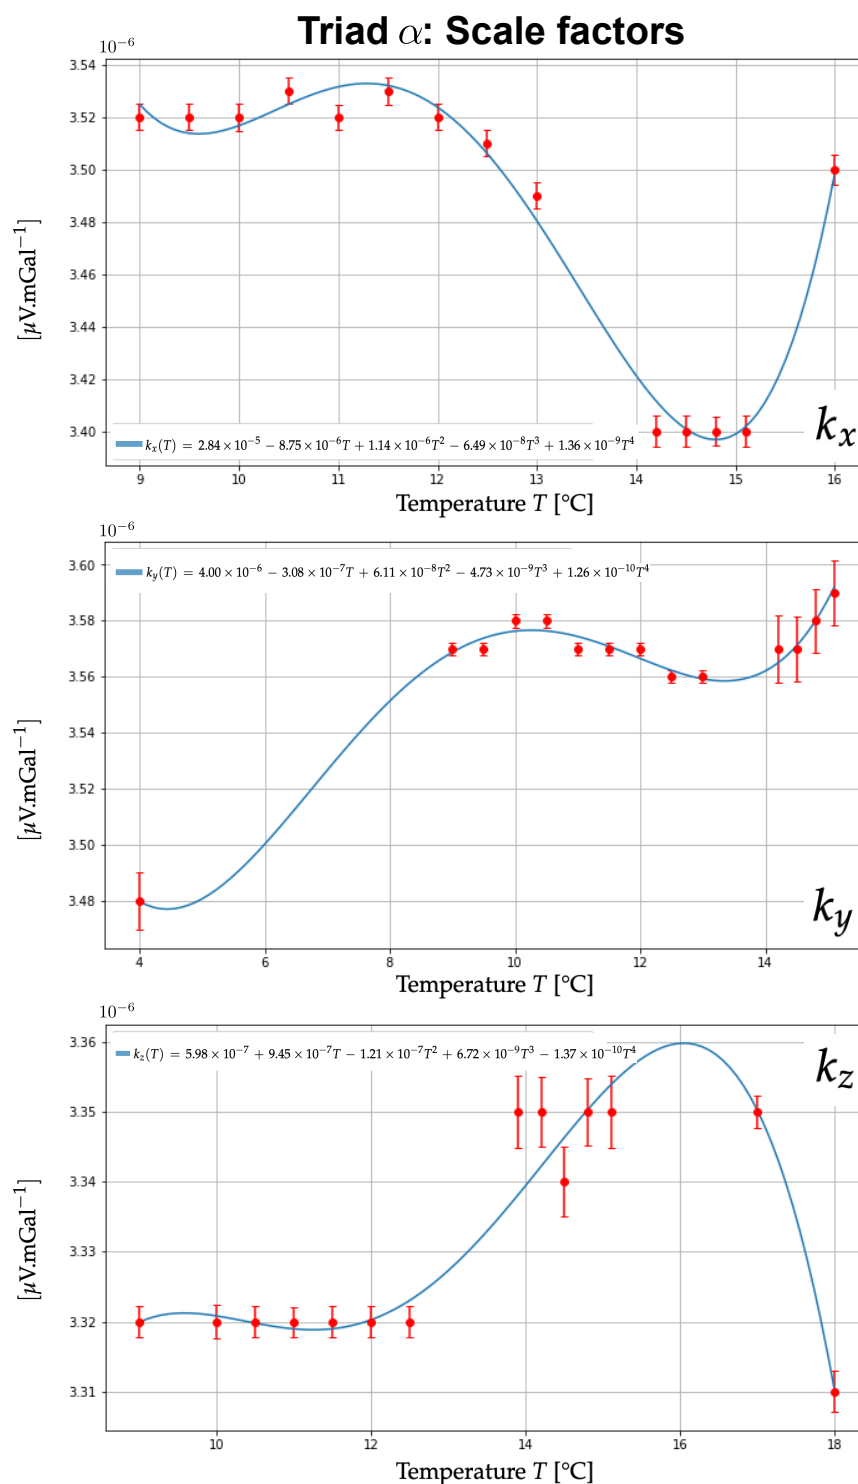 Triad α: Scale factors
10⁻⁶
3.54
3.52
3.50
3.48
3.46
3.44
3.42
3.40
[μV.mGal⁻¹]
k_x(T) = 2.84 × 10⁻⁵ − 8.75 × 10⁻⁶T + 1.14 × 10⁻⁶T² − 6.49 × 10⁻⁸T³ + 1.36 × 10⁻⁹T⁴
k_x
9 10 11 12 13 14 15 16
Temperature T [°C]
10⁻⁶
3.60
3.58
3.56
3.54
3.52
3.50
3.48
[μV.mGal⁻¹]
k_y(T) = 4.00 × 10⁻⁶ − 3.08 × 10⁻⁷T + 6.11 × 10⁻⁸T² − 4.73 × 10⁻⁹T³ + 1.26 × 10⁻¹⁰T⁴
k_y
4 6 8 10 12 14
Temperature T [°C]
10⁻⁶
3.36
3.35
3.34
3.33
3.32
3.31
[μV.mGal⁻¹]
k_z(T) = 5.98 × 10⁻⁷ + 9.45 × 10⁻⁷T − 1.21 × 10⁻⁷T² + 6.72 × 10⁻⁹T³ − 1.37 × 10⁻¹⁰T⁴
k_z
10 12 14 16 18
Temperature T [°C]